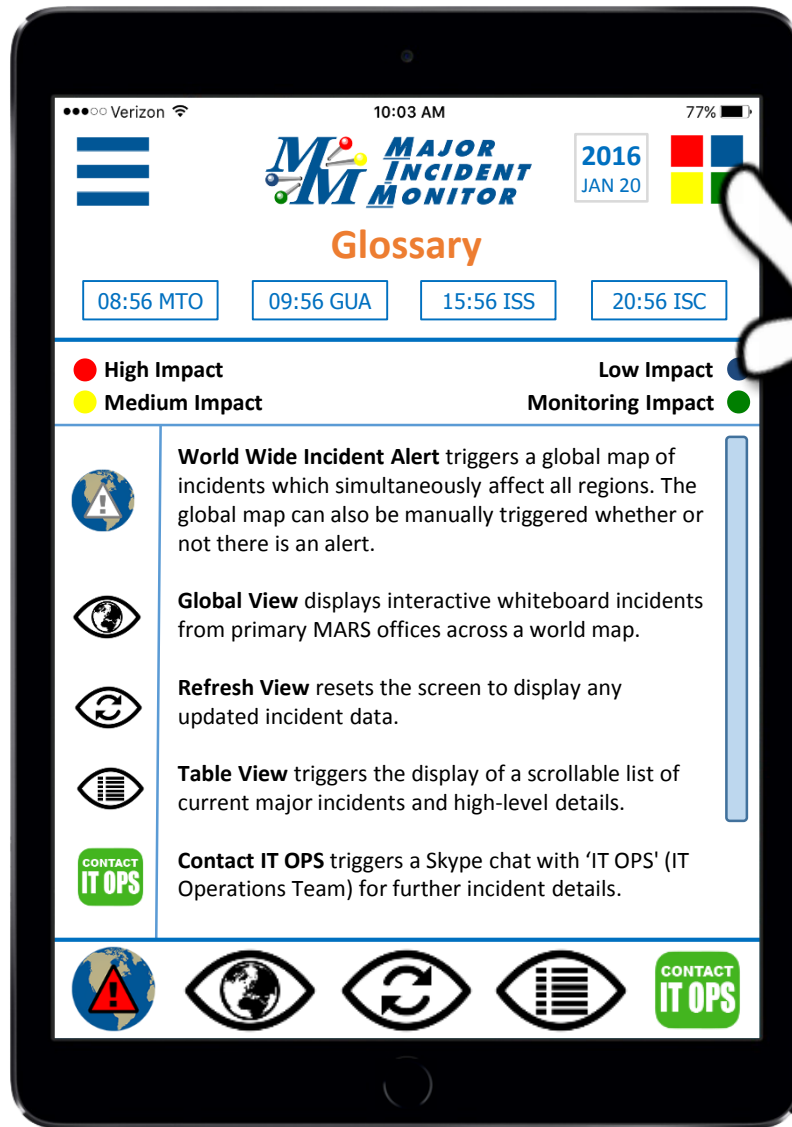 Verizon
10:03 AM
77%
MM MAJOR
INCIDENT
MONITOR
2016
JAN 20
Glossary
08:56 MTO
09:56 GUA
15:56 ISS
20:56 ISC
High Impact
Low Impact
Medium Impact
Monitoring Impact
World Wide Incident Alert triggers a global map of
incidents which simultaneously affect all regions. The
global map can also be manually triggered whether or
not there is an alert.
Global View displays interactive whiteboard incidents
from primary MARS offices across a world map.
Refresh View resets the screen to display any
updated incident data.
Table View triggers the display of a scrollable list of
current major incidents and high-level details.
CONTACT
IT OPS
Contact IT OPS triggers a Skype chat with ‘IT OPS' (IT
Operations Team) for further incident details.
CONTACT
IT OPS